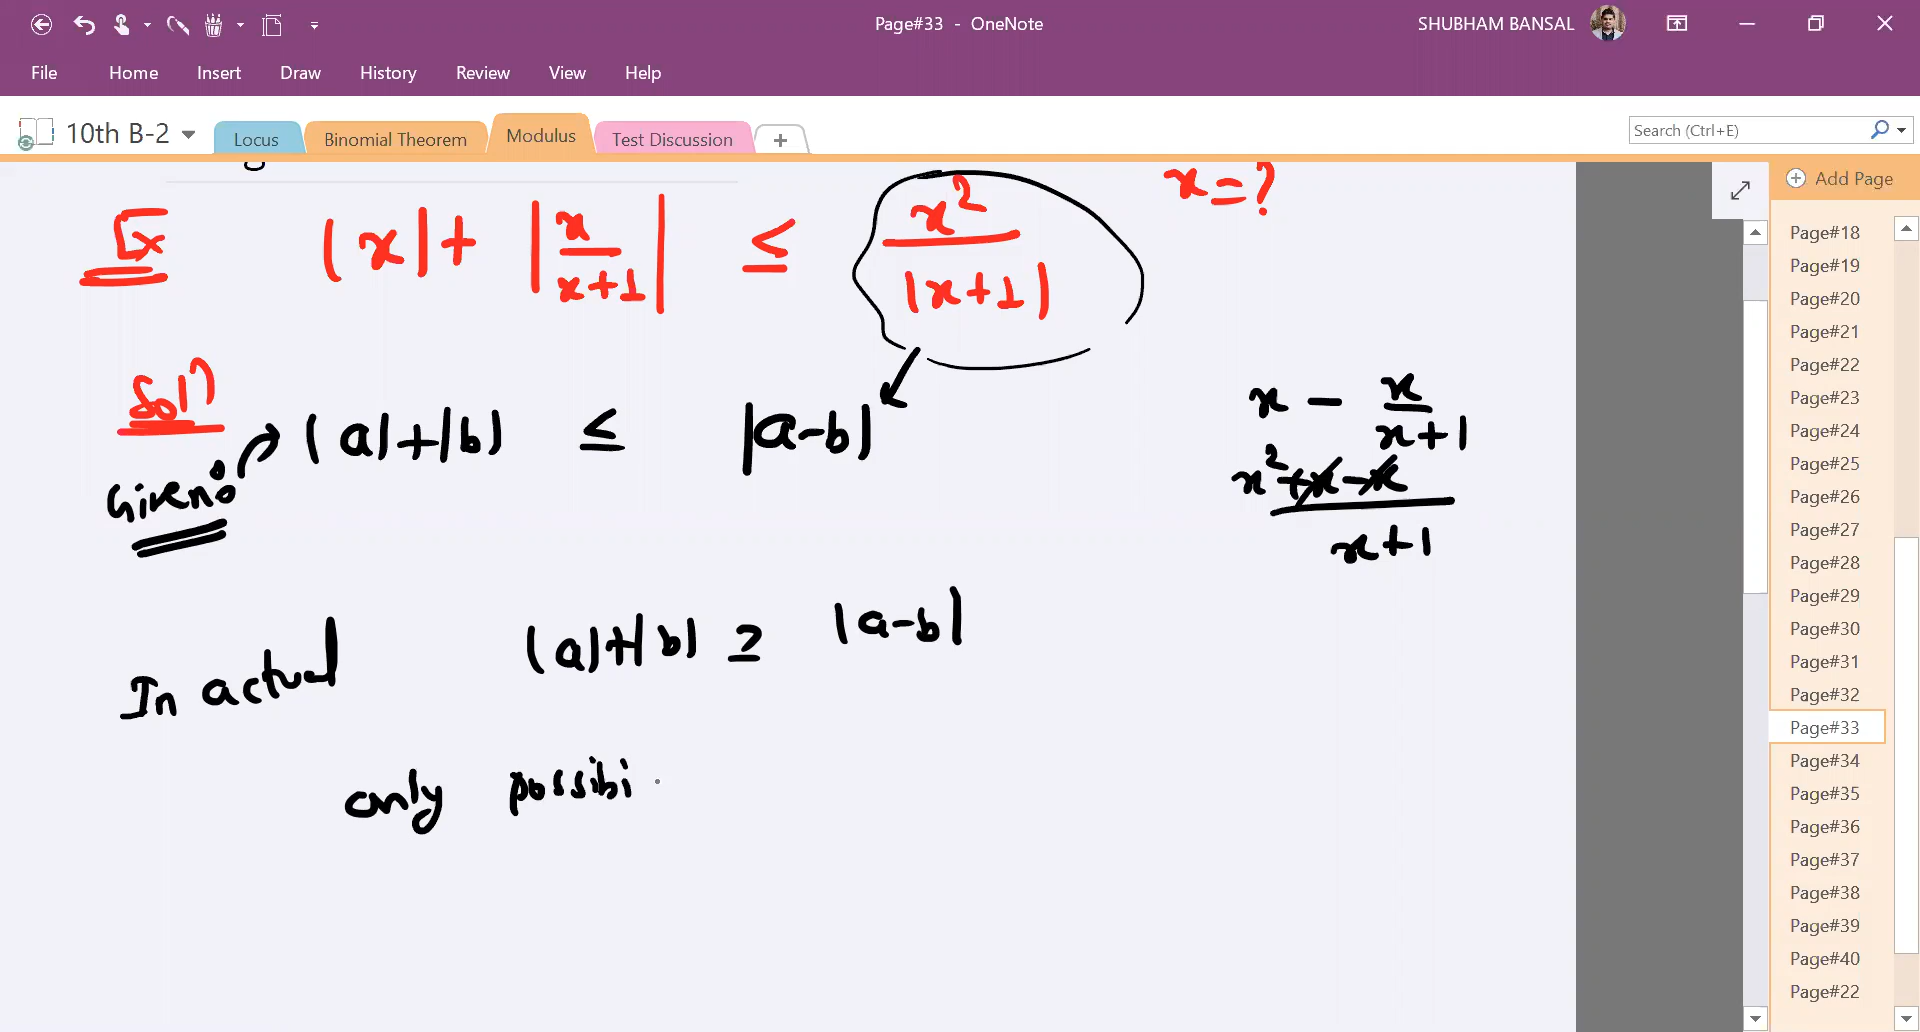 Page#33 - OneNote
SHUBHAM BANSAL
File Home Insert Draw History Review View Help
10th B-2
Locus
Binomial Theorem
Modulus
Test Discussion
Search (Ctrl+E)
Add Page
x = ?
Ex |x| + |x/(x+1)| ≤ x²/|x+1|
Solⁿ
Given: |a|+|b| ≤ |a-b|
x - x/(x+1)
(x²+x-x)/(x+1)
In actual |a|+|b| ≥ |a-b|
only possibi
Page#18
Page#19
Page#20
Page#21
Page#22
Page#23
Page#24
Page#25
Page#26
Page#27
Page#28
Page#29
Page#30
Page#31
Page#32
Page#33
Page#34
Page#35
Page#36
Page#37
Page#38
Page#39
Page#40
Page#22